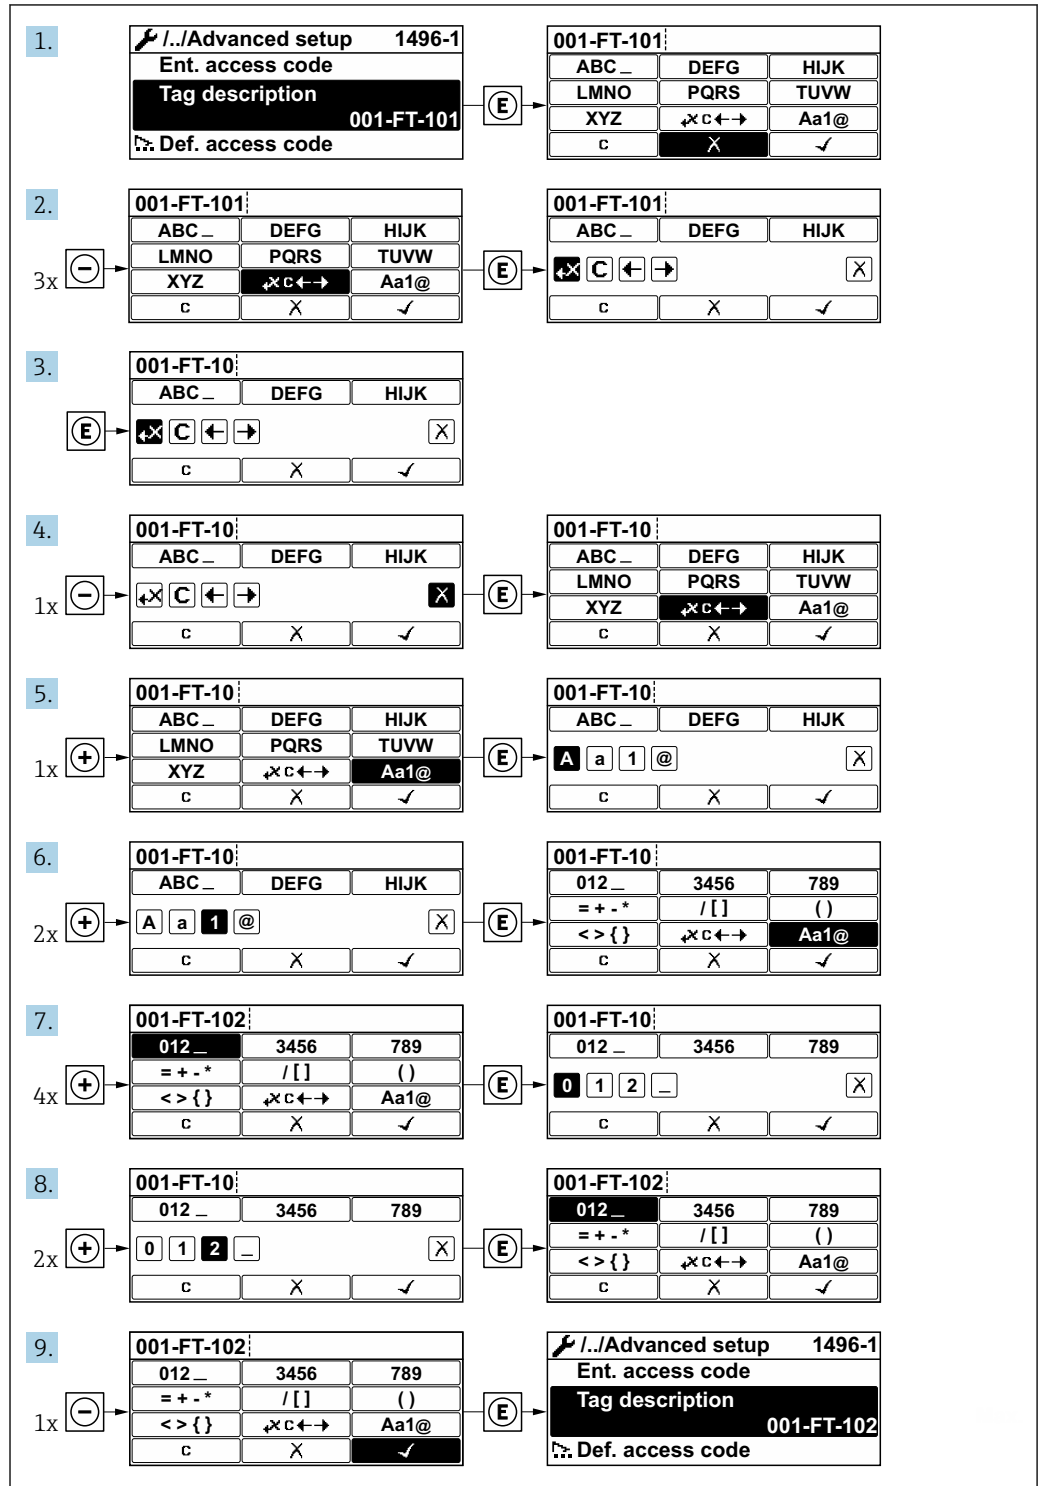 1.
/../Advanced setup 1496-1
Ent. access code
Tag description
001-FT-101
Def. access code
E
001-FT-101
ABC_ DEFG HIJK
LMNO PQRS TUVW
XYZ C←→ Aa1@
C X ✓
2.
3x −
001-FT-101
ABC_ DEFG HIJK
LMNO PQRS TUVW
XYZ C←→ Aa1@
C X ✓
E
001-FT-101
ABC_ DEFG HIJK
C ← → X
C X ✓
3.
E
001-FT-10
ABC_ DEFG HIJK
C ← → X
C X ✓
4.
1x −
001-FT-10
ABC_ DEFG HIJK
C ← → X
C X ✓
E
001-FT-10
ABC_ DEFG HIJK
LMNO PQRS TUVW
XYZ C←→ Aa1@
C X ✓
5.
1x +
001-FT-10
ABC_ DEFG HIJK
LMNO PQRS TUVW
XYZ C←→ Aa1@
C X ✓
E
001-FT-10
ABC_ DEFG HIJK
A a 1 @ X
C X ✓
6.
2x +
001-FT-10
ABC_ DEFG HIJK
A a 1 @ X
C X ✓
E
001-FT-10
012_ 3456 789
= + - * / [ ] ( )
< > { } C←→ Aa1@
C X ✓
7.
4x +
001-FT-102
012_ 3456 789
= + - * / [ ] ( )
< > { } C←→ Aa1@
C X ✓
E
001-FT-10
012_ 3456 789
0 1 2 _ X
C X ✓
8.
2x +
001-FT-10
012_ 3456 789
0 1 2 _ X
C X ✓
E
001-FT-102
012_ 3456 789
= + - * / [ ] ( )
< > { } C←→ Aa1@
C X ✓
9.
1x −
001-FT-102
012_ 3456 789
= + - * / [ ] ( )
< > { } C←→ Aa1@
C X ✓
E
/../Advanced setup 1496-1
Ent. access code
Tag description
001-FT-102
Def. access code